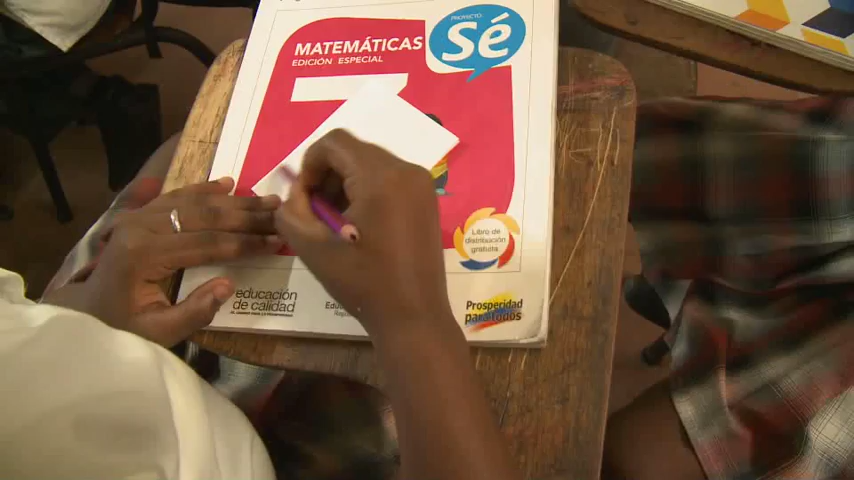 PROYECTO
Sé
MATEMÁTICAS
EDICIÓN ESPECIAL
7
Libro de
distribución
gratuita
educación
de calidad
Prosperidad
para todos